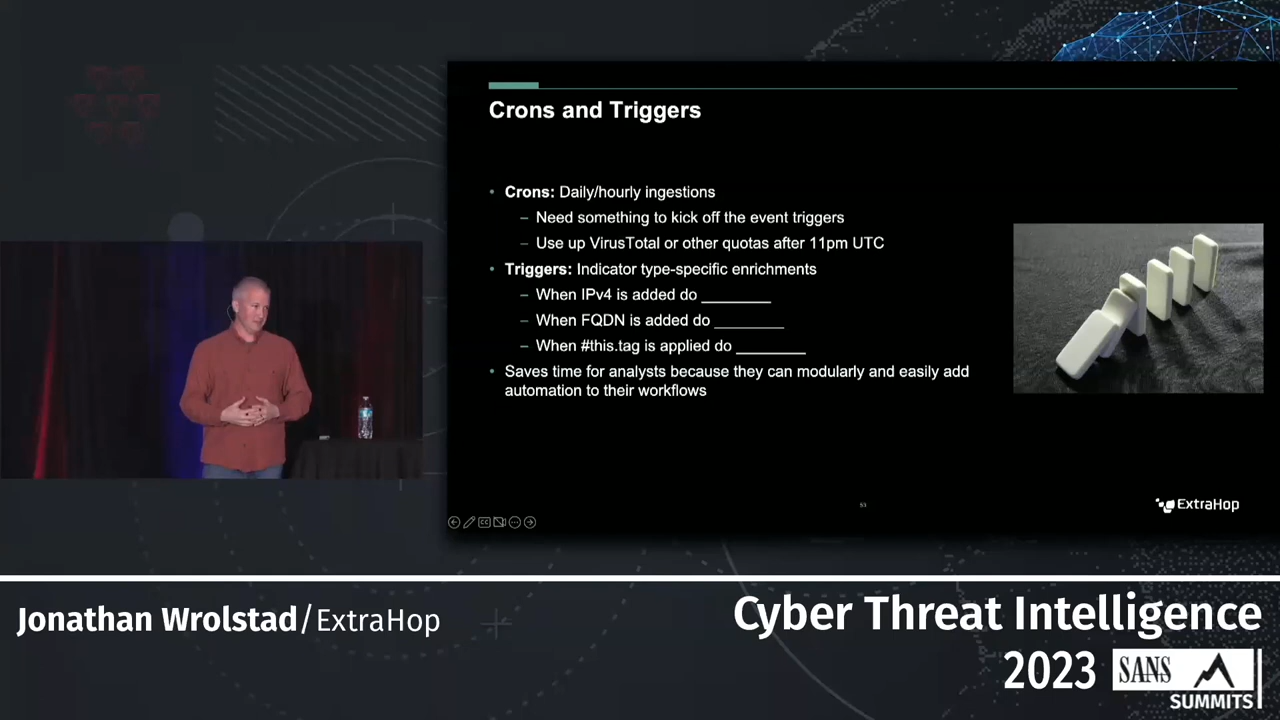 Crons and Triggers
• Crons: Daily/hourly ingestions
– Need something to kick off the event triggers
– Use up VirusTotal or other quotas after 11pm UTC
• Triggers: Indicator type-specific enrichments
– When IPv4 is added do ________
– When FQDN is added do ________
– When #this.tag is applied do ________
• Saves time for analysts because they can modularly and easily add
automation to their workflows
ExtraHop
CC
Jonathan Wrolstad/ExtraHop
Cyber Threat Intelligence
2023 SANS
SUMMITS